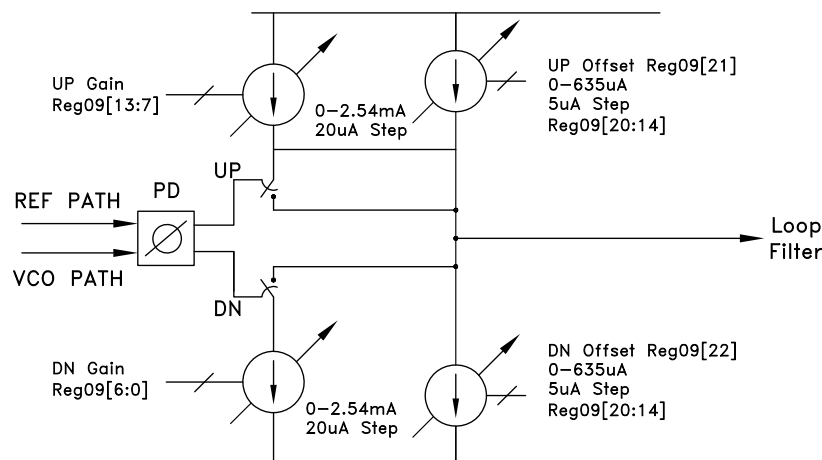 UP Gain
Reg09[13:7]
0-2.54mA
20uA Step
UP Offset Reg09[21]
0-635uA
5uA Step
Reg09[20:14]
UP
PD
REF PATH
VCO PATH
Loop
Filter
DN
DN Gain
Reg09[6:0]
0-2.54mA
20uA Step
DN Offset Reg09[22]
0-635uA
5uA Step
Reg09[20:14]